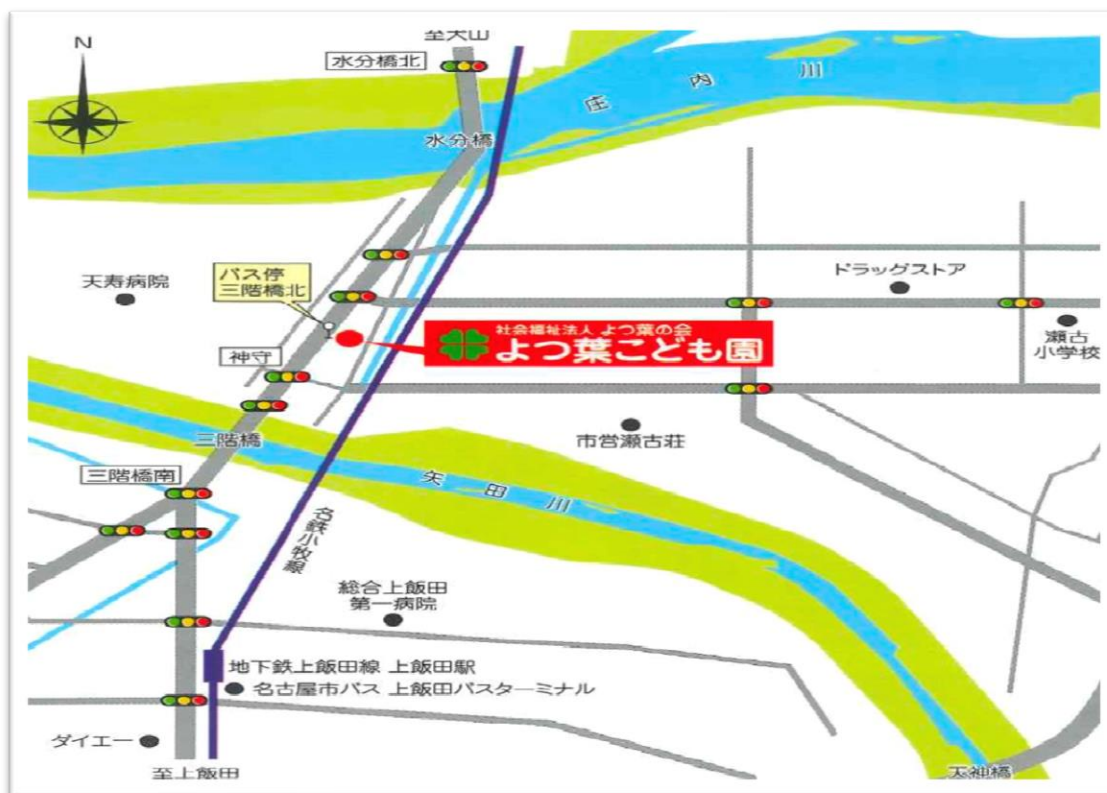 N
至犬山
水分橋北
庄内川
水分橋
天寿病院
バス停
三階橋北
ドラッグストア
社会福祉法人 よつ葉の会
よつ葉こども園
瀬古
小学校
神守
三階橋
市営瀬古荘
三階橋南
矢田川
名鉄小牧線
総合上飯田
第一病院
地下鉄上飯田線 上飯田駅
名古屋市バス 上飯田バスターミナル
ダイエー
至上飯田
天神橋